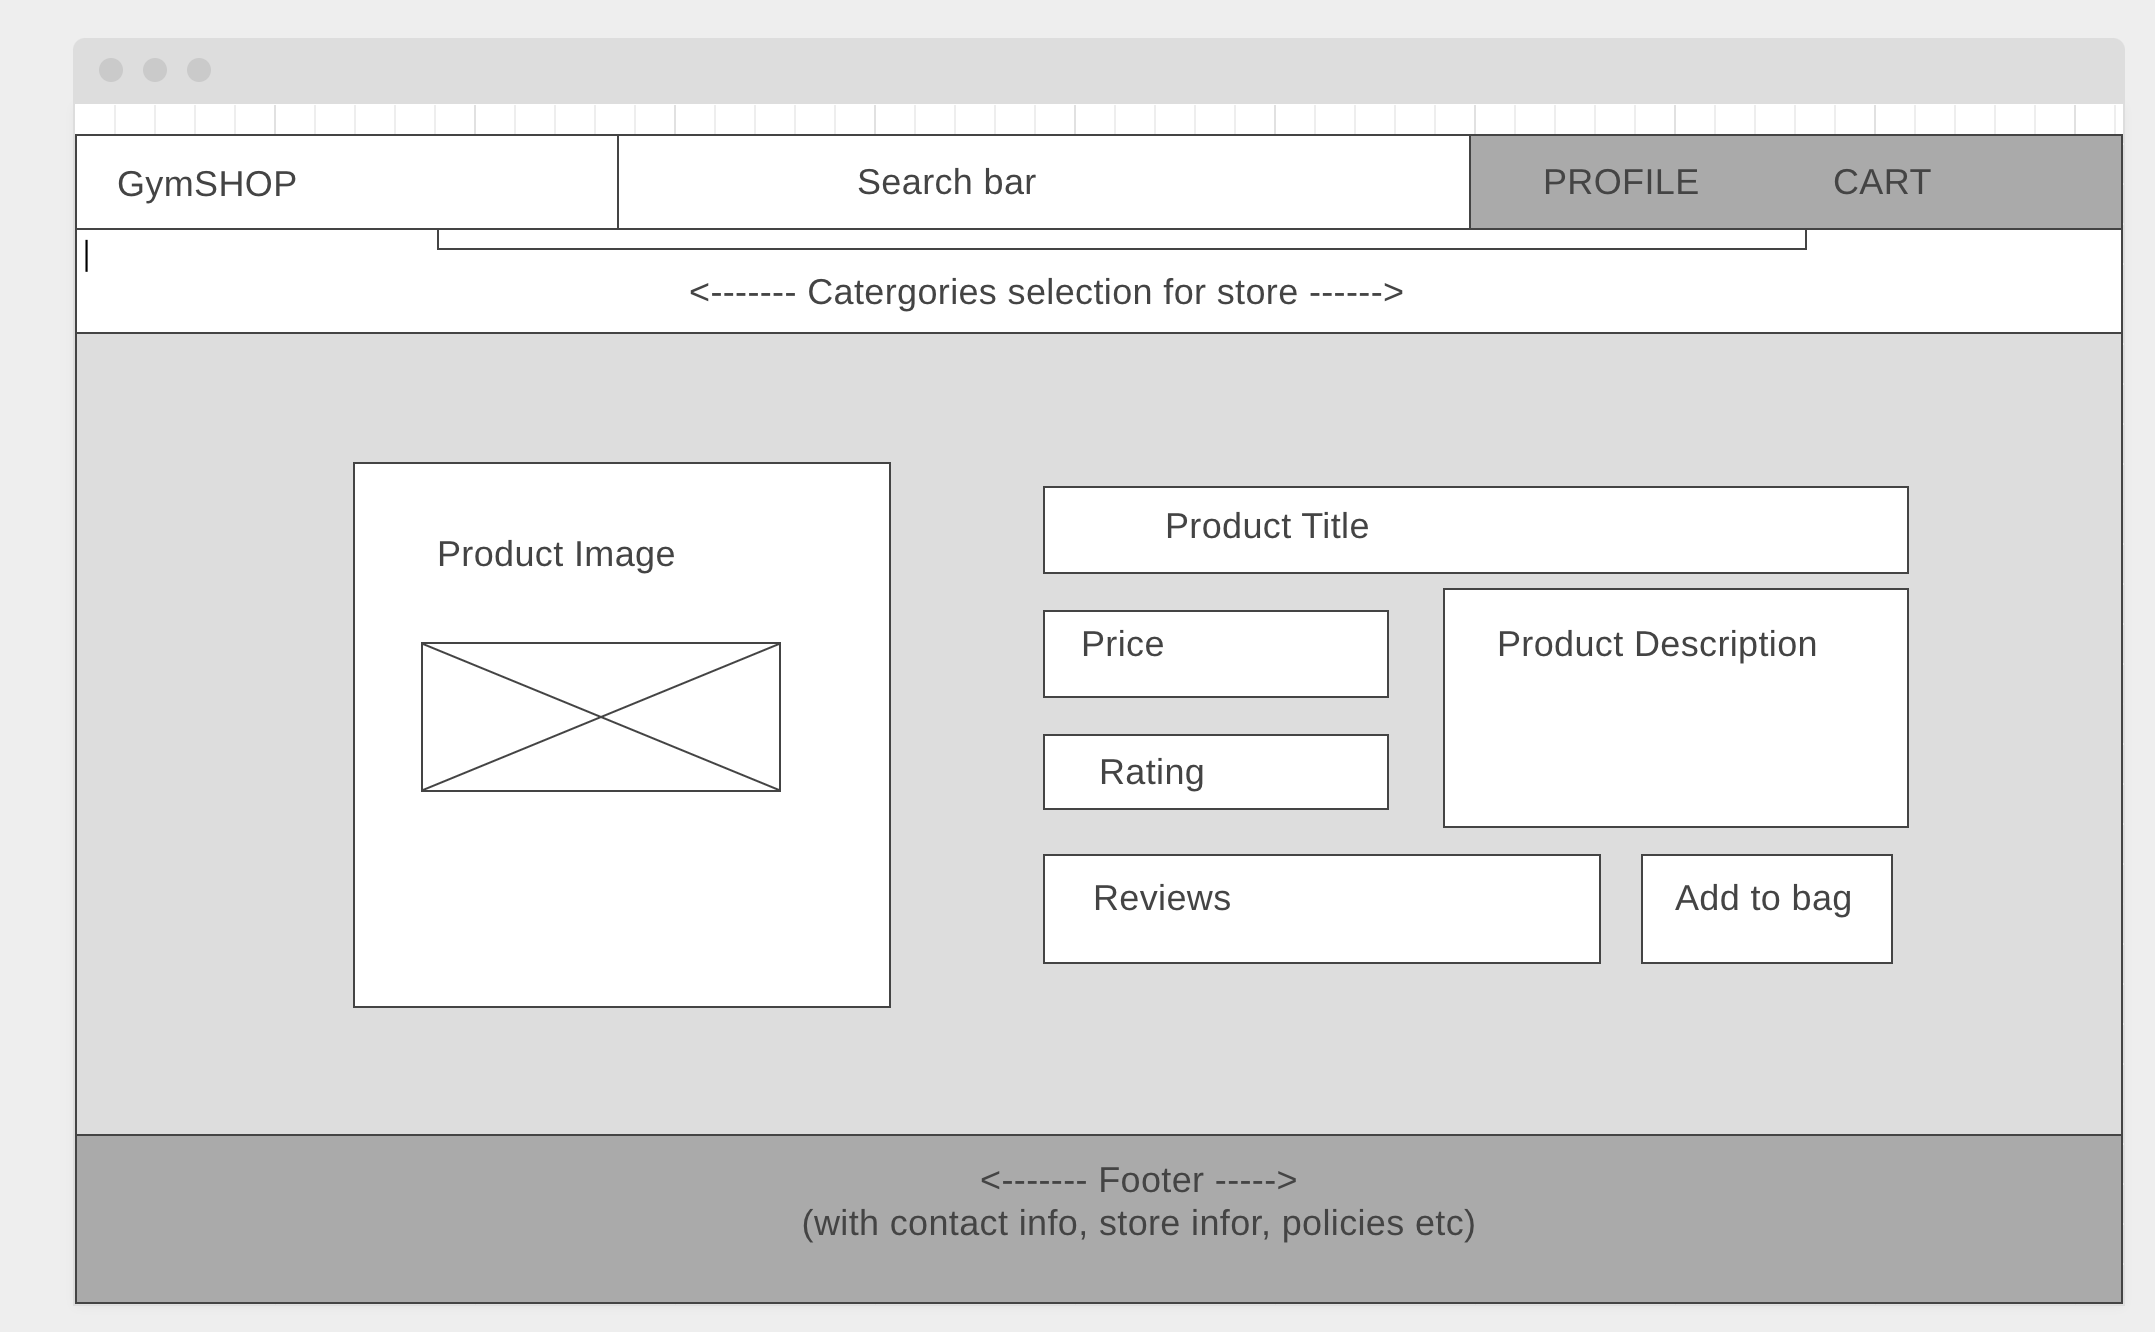 GymSHOP
Search bar
PROFILE
CART
<------- Catergories selection for store ------>
Product Image
Product Title
Price
Product Description
Rating
Reviews
Add to bag
<------- Footer ----->
(with contact info, store infor, policies etc)